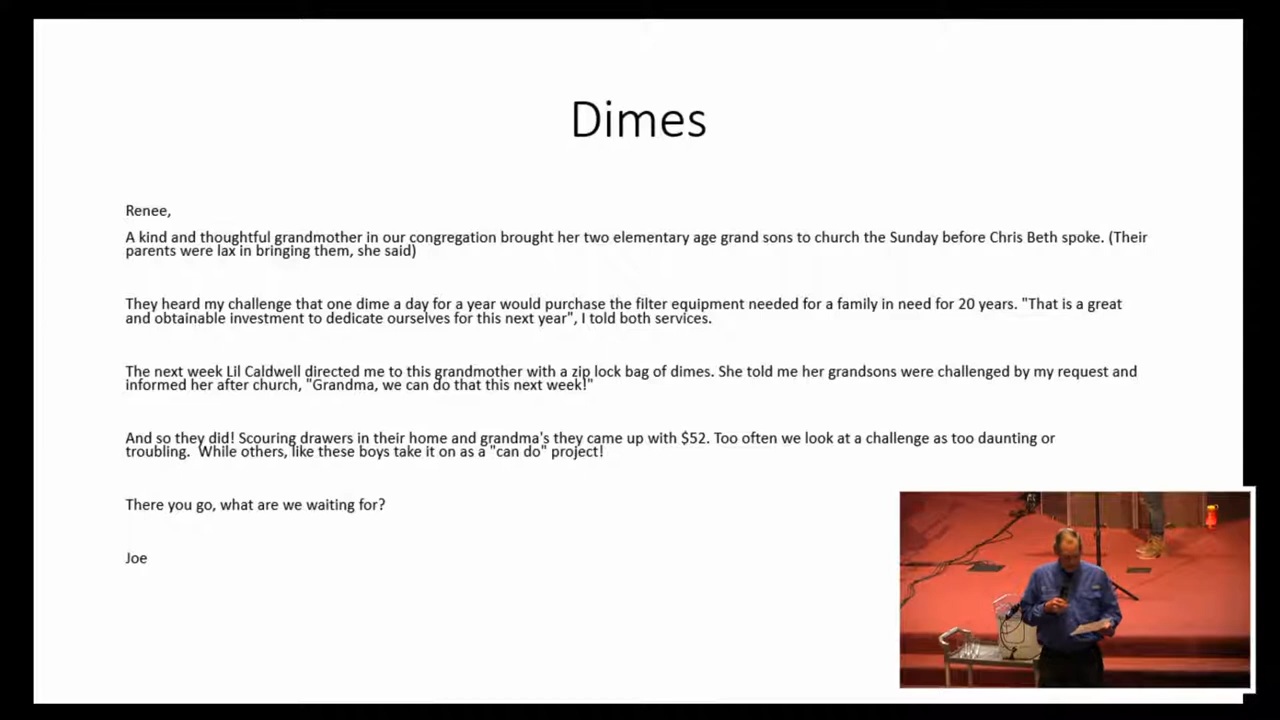 Dimes
Renee,
A kind and thoughtful grandmother in our congregation brought her two elementary age grand sons to church the Sunday before Chris Beth spoke. (Their
parents were lax in bringing them, she said)
They heard my challenge that one dime a day for a year would purchase the filter equipment needed for a family in need for 20 years. "That is a great
and obtainable investment to dedicate ourselves for this next year", I told both services.
The next week Lil Caldwell directed me to this grandmother with a zip lock bag of dimes. She told me her grandsons were challenged by my request and
informed her after church, "Grandma, we can do that this next week!"
And so they did! Scouring drawers in their home and grandma's they came up with $52. Too often we look at a challenge as too daunting or
troubling.  While others, like these boys take it on as a "can do" project!
There you go, what are we waiting for?
Joe